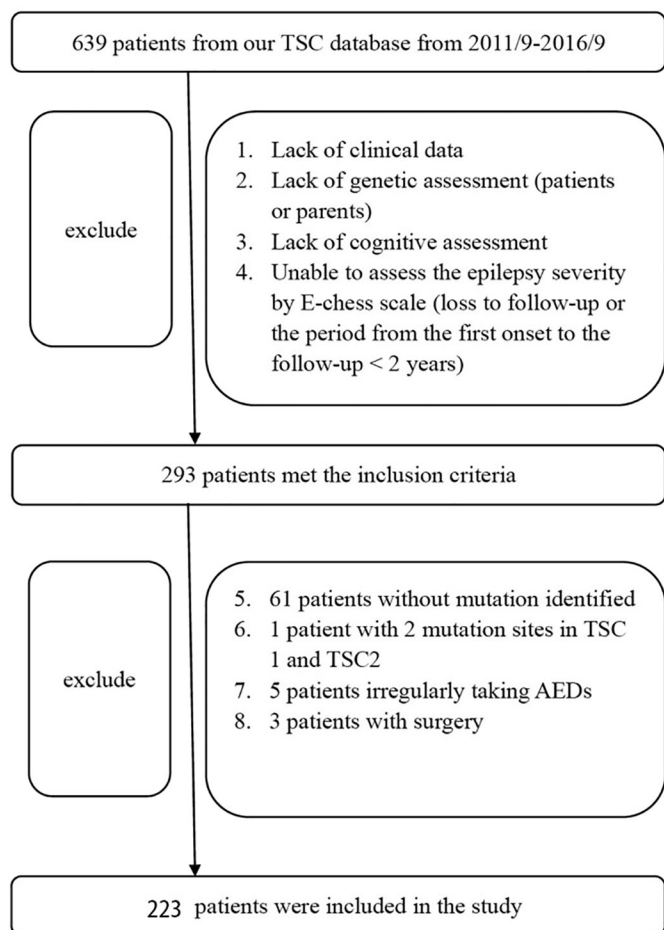 639 patients from our TSC database from 2011/9-2016/9
exclude
1. Lack of clinical data
2. Lack of genetic assessment (patients
or parents)
3. Lack of cognitive assessment
4. Unable to assess the epilepsy severity
by E-chess scale (loss to follow-up or
the period from the first onset to the
follow-up < 2 years)
293 patients met the inclusion criteria
exclude
5. 61 patients without mutation identified
6. 1 patient with 2 mutation sites in TSC
1 and TSC2
7. 5 patients irregularly taking AEDs
8. 3 patients with surgery
223 patients were included in the study